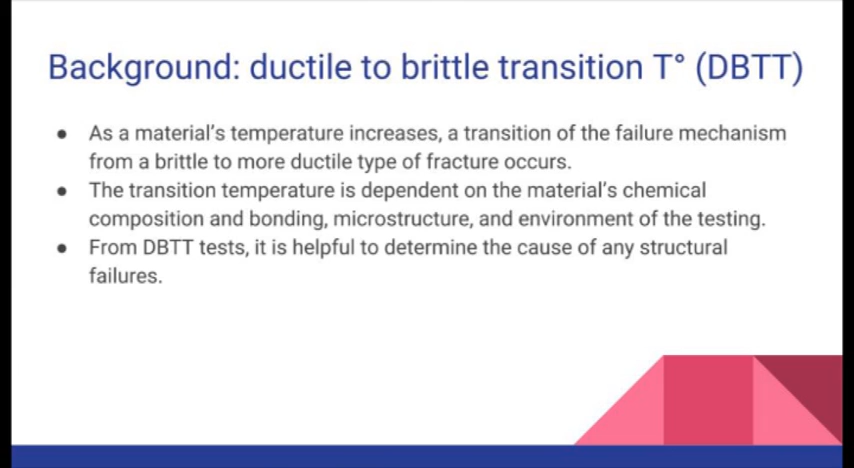 Background: ductile to brittle transition T° (DBTT)
● As a material's temperature increases, a transition of the failure mechanism
from a brittle to more ductile type of fracture occurs.
● The transition temperature is dependent on the material's chemical
composition and bonding, microstructure, and environment of the testing.
● From DBTT tests, it is helpful to determine the cause of any structural
failures.